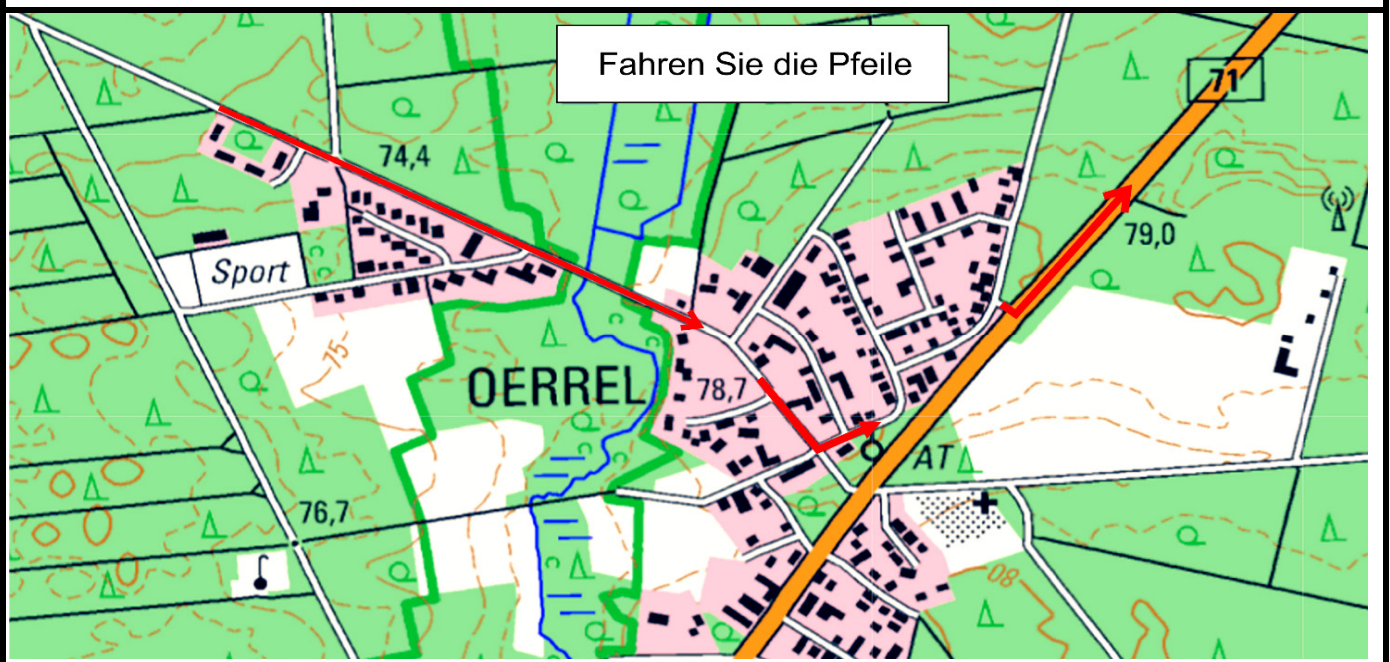 Fahren Sie die Pfeile
71
74,4
79,0
Sport
75
OERREL
78,7
AT
76,7
80